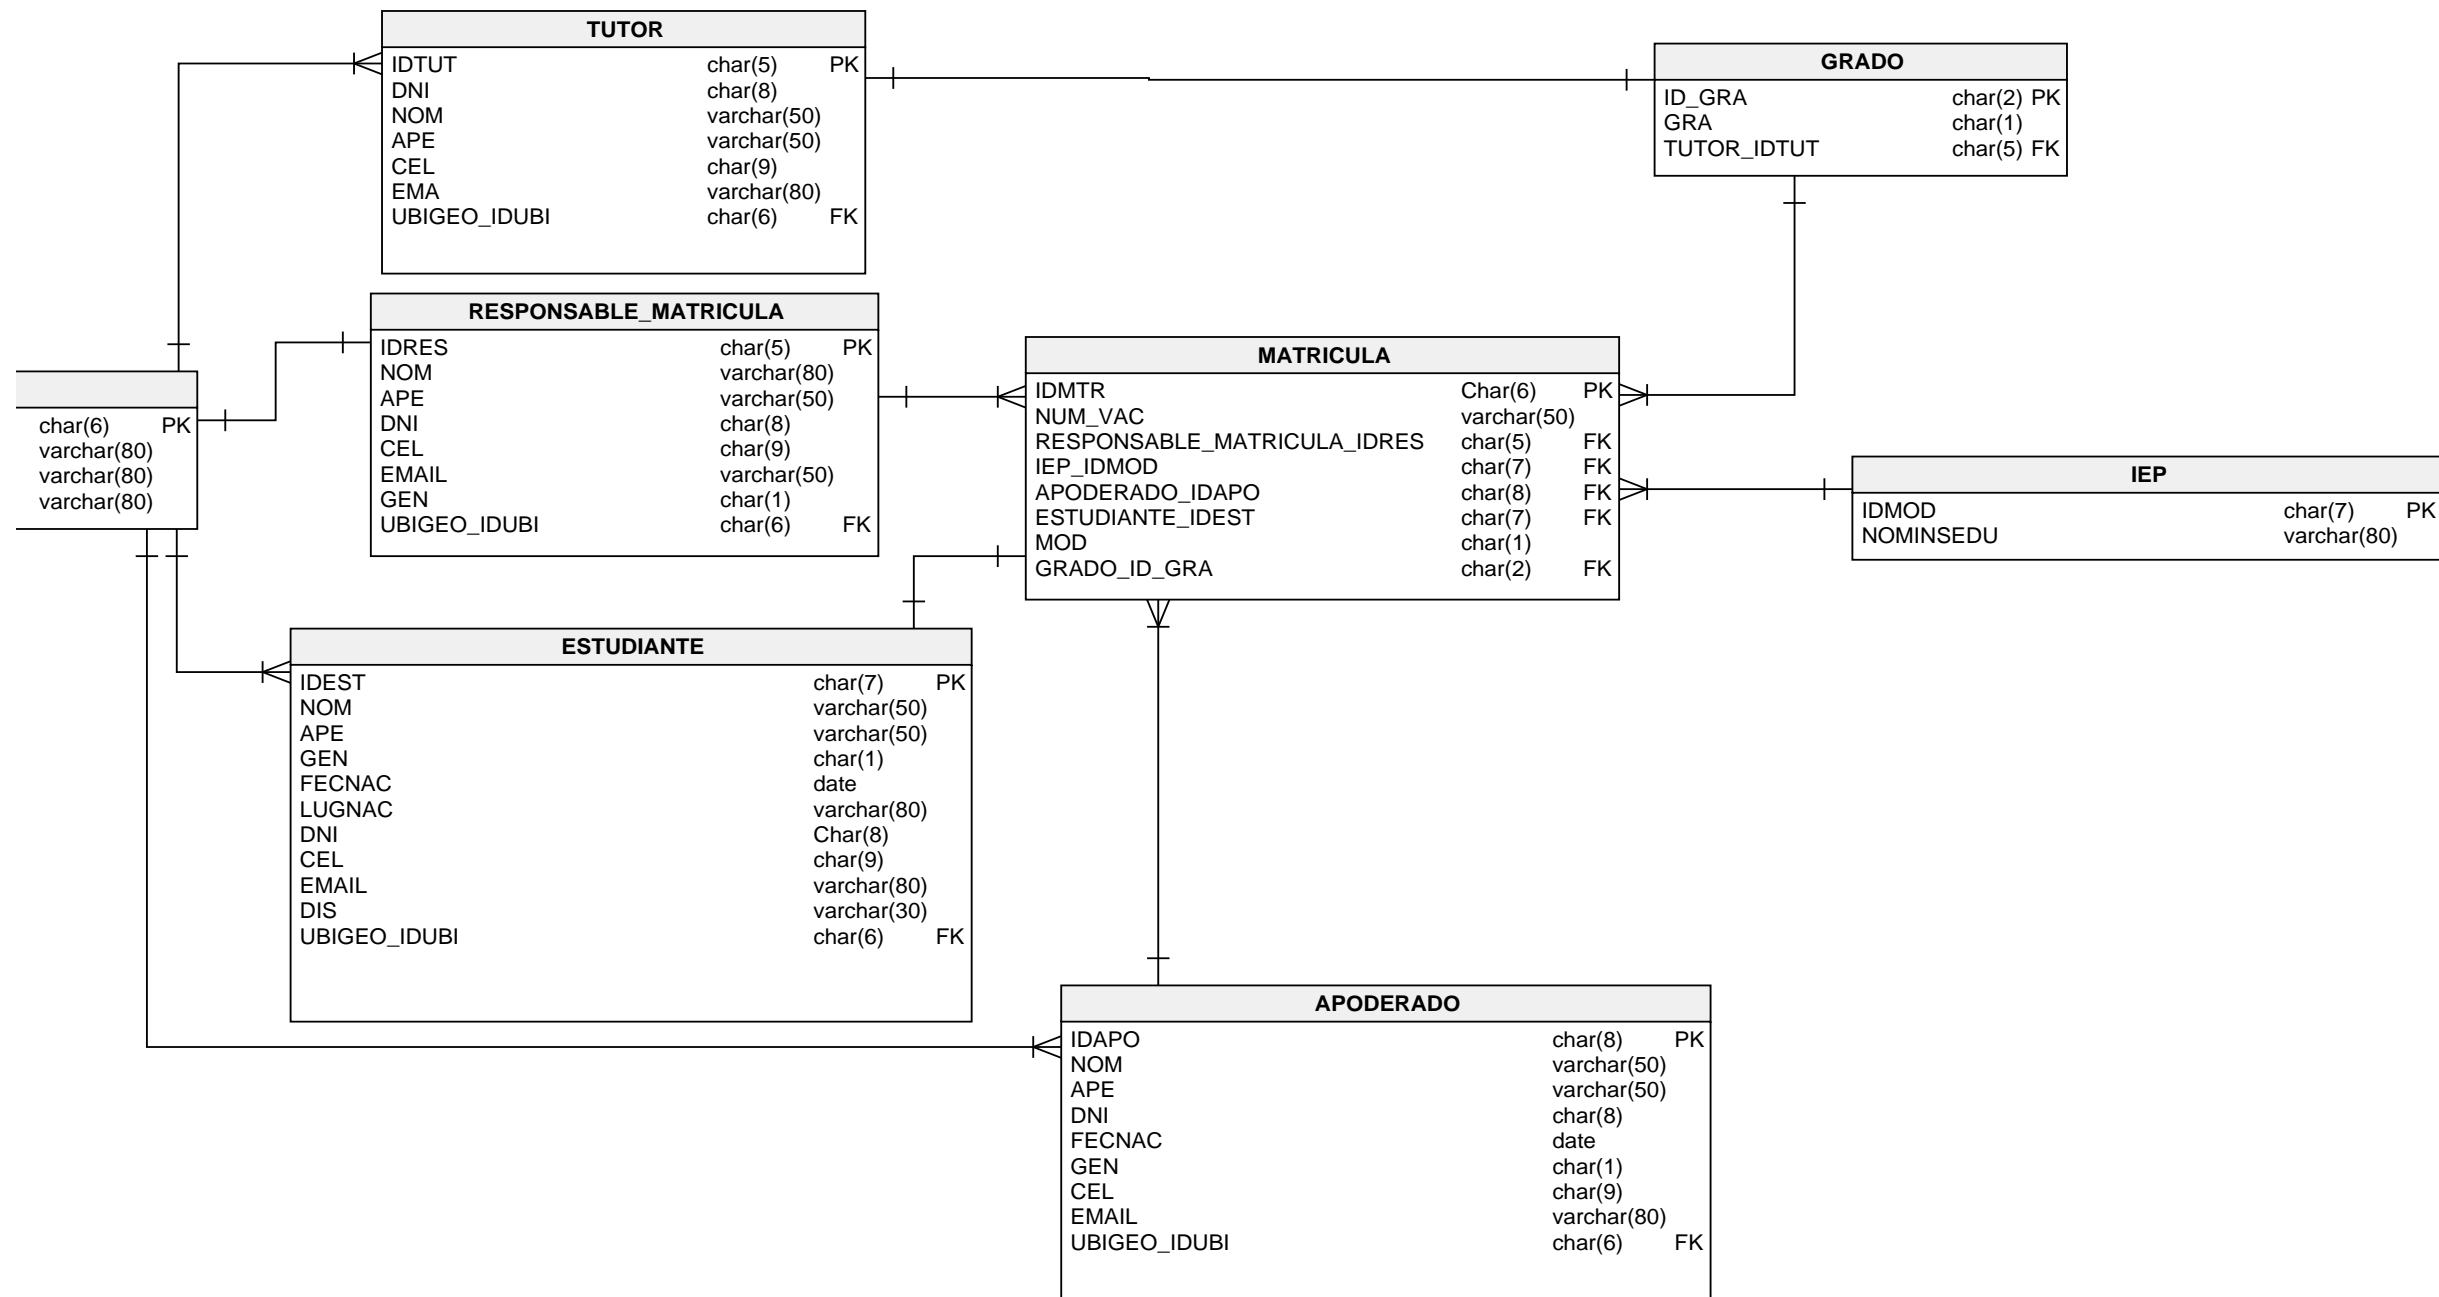 TUTOR
IDTUT char(5) PK
DNI char(8)
NOM varchar(50)
APE varchar(50)
CEL char(9)
EMA varchar(80)
UBIGEO_IDUBI char(6) FK
GRADO
ID_GRA char(2) PK
GRA char(1)
TUTOR_IDTUT char(5) FK
RESPONSABLE_MATRICULA
IDRES char(5) PK
NOM varchar(80)
APE varchar(50)
DNI char(8)
CEL char(9)
EMAIL varchar(50)
GEN char(1)
UBIGEO_IDUBI char(6) FK
char(6) PK
varchar(80)
varchar(80)
varchar(80)
MATRICULA
IDMTR Char(6) PK
NUM_VAC varchar(50)
RESPONSABLE_MATRICULA_IDRES char(5) FK
IEP_IDMOD char(7) FK
APODERADO_IDAPO char(8) FK
ESTUDIANTE_IDEST char(7) FK
MOD char(1)
GRADO_ID_GRA char(2) FK
IEP
IDMOD char(7) PK
NOMINSEDU varchar(80)
ESTUDIANTE
IDEST char(7) PK
NOM varchar(50)
APE varchar(50)
GEN char(1)
FECNAC date
LUGNAC varchar(80)
DNI Char(8)
CEL char(9)
EMAIL varchar(80)
DIS varchar(30)
UBIGEO_IDUBI char(6) FK
APODERADO
IDAPO char(8) PK
NOM varchar(50)
APE varchar(50)
DNI char(8)
FECNAC date
GEN char(1)
CEL char(9)
EMAIL varchar(80)
UBIGEO_IDUBI char(6) FK